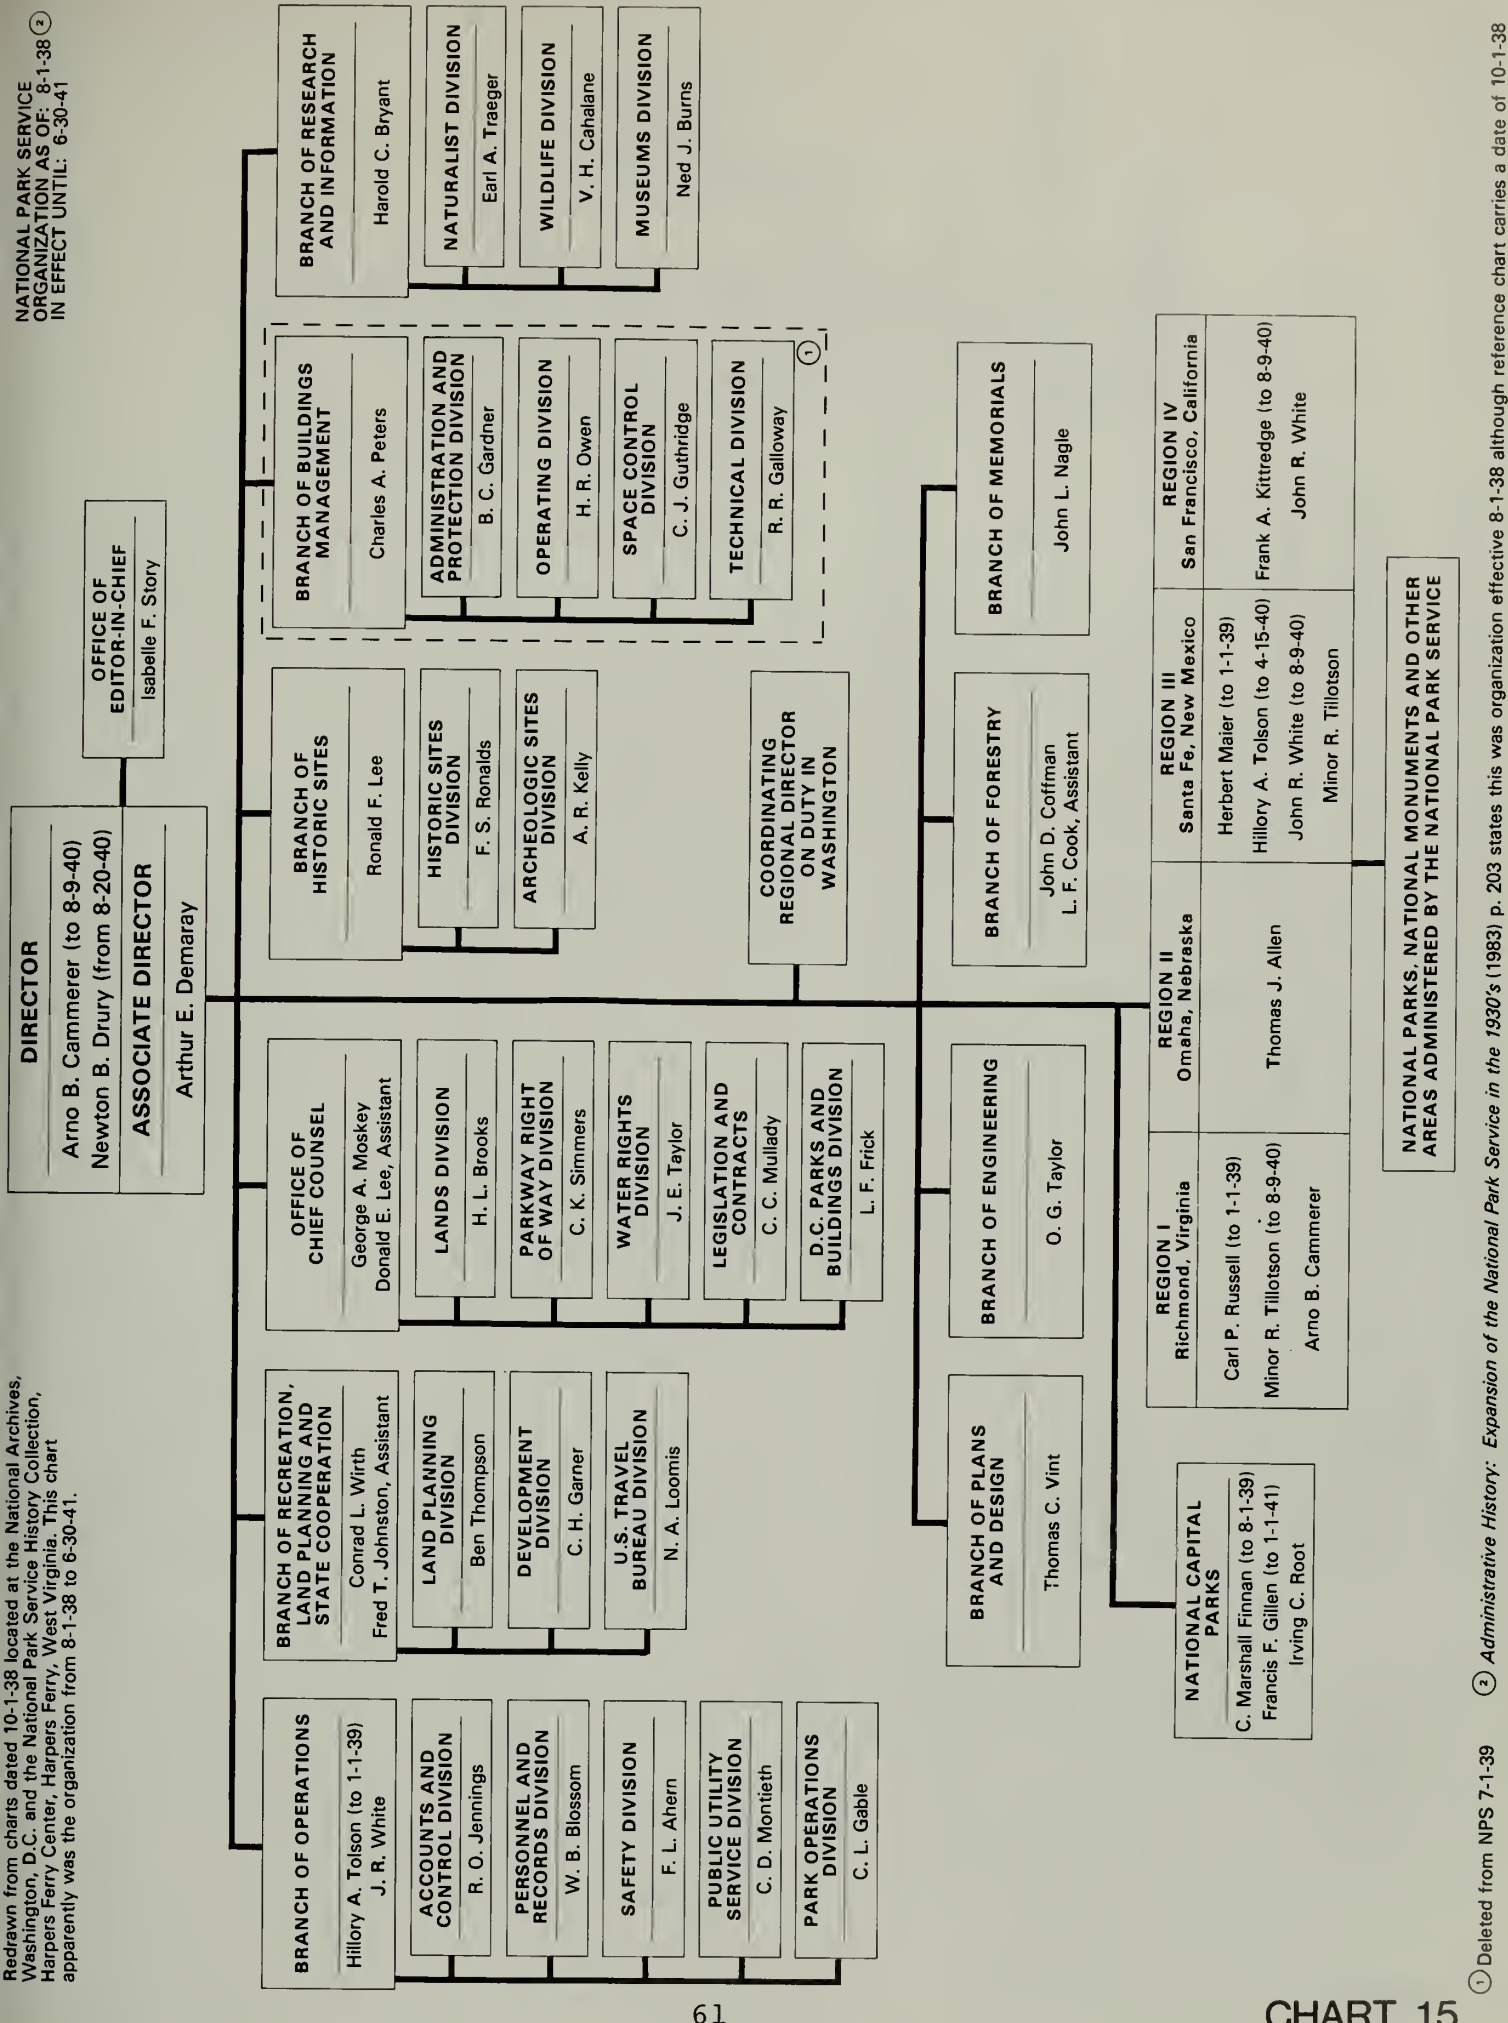 Redrawn from charts dated 10-1-38 located at the National Archives,
Washington, D.C. and the National Park Service History Collection,
Harpers Ferry Center, Harpers Ferry, West Virginia. This chart
apparently was the organization from 8-1-38 to 6-30-41.
NATIONAL PARK SERVICE
ORGANIZATION AS OF: 8-1-38 ②
IN EFFECT UNTIL: 6-30-41
DIRECTOR
Arno B. Cammerer (to 8-9-40)
Newton B. Drury (from 8-20-40)
ASSOCIATE DIRECTOR
Arthur E. Demaray
OFFICE OF
EDITOR-IN-CHIEF
Isabelle F. Story
BRANCH OF OPERATIONS
Hillory A. Tolson (to 1-1-39)
J. R. White
ACCOUNTS AND
CONTROL DIVISION
R. O. Jennings
PERSONNEL AND
RECORDS DIVISION
W. B. Blossom
SAFETY DIVISION
F. L. Ahern
PUBLIC UTILITY
SERVICE DIVISION
C. D. Montieth
PARK OPERATIONS
DIVISION
C. L. Gable
BRANCH OF RECREATION,
LAND PLANNING AND
STATE COOPERATION
Conrad L. Wirth
Fred T. Johnston, Assistant
LAND PLANNING
DIVISION
Ben Thompson
DEVELOPMENT
DIVISION
C. H. Garner
U.S. TRAVEL
BUREAU DIVISION
N. A. Loomis
OFFICE OF
CHIEF COUNSEL
George A. Moskey
Donald E. Lee, Assistant
LANDS DIVISION
H. L. Brooks
PARKWAY RIGHT
OF WAY DIVISION
C. K. Simmers
WATER RIGHTS
DIVISION
J. E. Taylor
LEGISLATION AND
CONTRACTS
C. C. Mullady
D.C. PARKS AND
BUILDINGS DIVISION
L. F. Frick
BRANCH OF
HISTORIC SITES
Ronald F. Lee
HISTORIC SITES
DIVISION
F. S. Ronalds
ARCHEOLOGIC SITES
DIVISION
A. R. Kelly
BRANCH OF BUILDINGS
MANAGEMENT
Charles A. Peters
ADMINISTRATION AND
PROTECTION DIVISION
B. C. Gardner
OPERATING DIVISION
H. R. Owen
SPACE CONTROL
DIVISION
C. J. Guthridge
TECHNICAL DIVISION
R. R. Galloway
①
BRANCH OF RESEARCH
AND INFORMATION
Harold C. Bryant
NATURALIST DIVISION
Earl A. Traeger
WILDLIFE DIVISION
V. H. Cahalane
MUSEUMS DIVISION
Ned J. Burns
COORDINATING
REGIONAL DIRECTOR
ON DUTY IN
WASHINGTON
BRANCH OF PLANS
AND DESIGN
Thomas C. Vint
BRANCH OF ENGINEERING
O. G. Taylor
BRANCH OF FORESTRY
John D. Coffman
L. F. Cook, Assistant
BRANCH OF MEMORIALS
John L. Nagle
NATIONAL CAPITAL
PARKS
C. Marshall Finnan (to 8-1-39)
Francis F. Gillen (to 1-1-41)
Irving C. Root
REGION I
Richmond, Virginia
Carl P. Russell (to 1-1-39)
Minor R. Tillotson (to 8-9-40)
Arno B. Cammerer
REGION II
Omaha, Nebraska
Thomas J. Allen
REGION III
Santa Fe, New Mexico
Herbert Maier (to 1-1-39)
Hillory A. Tolson (to 4-15-40)
John R. White (to 8-9-40)
Minor R. Tillotson
REGION IV
San Francisco, California
Frank A. Kittredge (to 8-9-40)
John R. White
NATIONAL PARKS, NATIONAL MONUMENTS AND OTHER
AREAS ADMINISTERED BY THE NATIONAL PARK SERVICE
① Deleted from NPS 7-1-39 ② Administrative History: Expansion of the National Park Service in the 1930's (1983) p. 203 states this was organization effective 8-1-38 although reference chart carries a date of 10-1-38
61
CHART 15